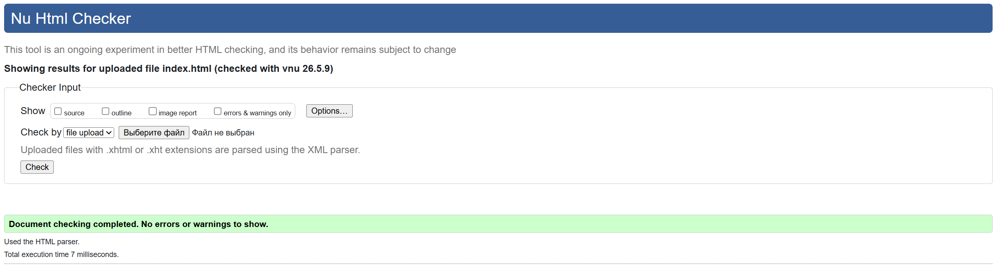 Nu Html Checker
This tool is an ongoing experiment in better HTML checking, and its behavior remains subject to change
Showing results for uploaded file index.html (checked with vnu 26.5.9)
Checker Input
Show source outline image report errors & warnings only Options…
Check by file upload Выберите файл Файл не выбран
Uploaded files with .xhtml or .xht extensions are parsed using the XML parser.
Check
Document checking completed. No errors or warnings to show.
Used the HTML parser.
Total execution time 7 milliseconds.